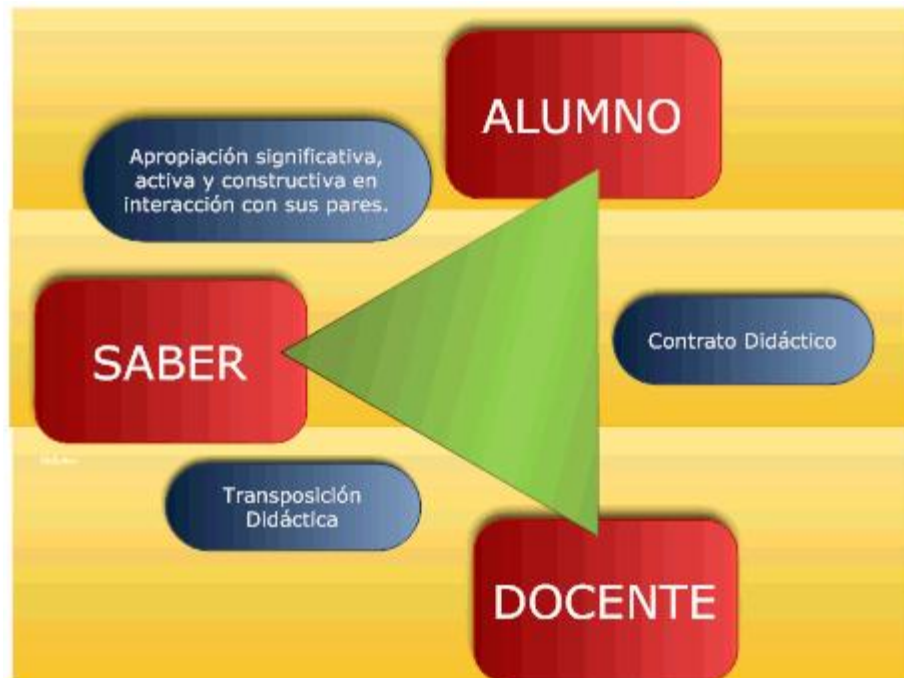 ALUMNO
Apropiación significativa,
activa y constructiva en
interacción con sus pares.
SABER
Contrato Didáctico
Transposición
Didáctica
DOCENTE